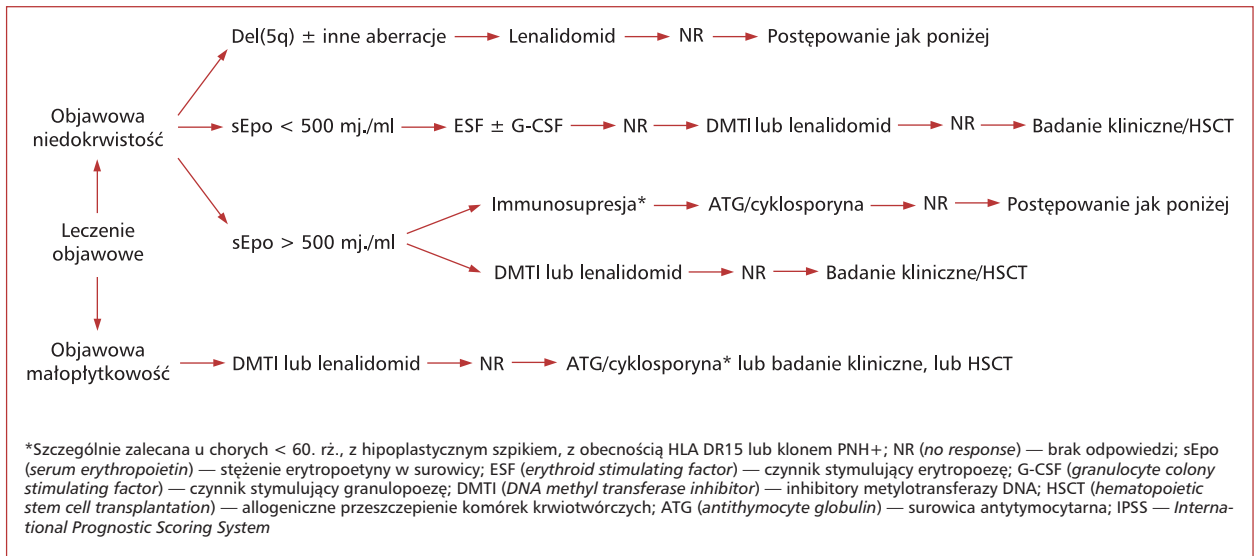 Del(5q) ± inne aberracje Lenalidomid NR Postępowanie jak poniżej
Objawowa
niedokrwistość
sEpo < 500 mj./ml ESF ± G-CSF NR DMTI lub lenalidomid NR Badanie kliniczne/HSCT
Immunosupresja* ATG/cyklosporyna NR Postępowanie jak poniżej
Leczenie
objawowe
sEpo > 500 mj./ml
DMTI lub lenalidomid NR Badanie kliniczne/HSCT
Objawowa
małopłytkowość
DMTI lub lenalidomid NR ATG/cyklosporyna* lub badanie kliniczne, lub HSCT
*Szczególnie zalecana u chorych < 60. rż., z hipoplastycznym szpikiem, z obecnością HLA DR15 lub klonem PNH+; NR (no response) — brak odpowiedzi; sEpo
(serum erythropoietin) — stężenie erytropoetyny w surowicy; ESF (erythroid stimulating factor) — czynnik stymulujący erytropoezę; G-CSF (granulocyte colony
stimulating factor) — czynnik stymulujący granulopoezę; DMTI (DNA methyl transferase inhibitor) — inhibitory metylotransferazy DNA; HSCT (hematopoietic
stem cell transplantation) — allogeniczne przeszczepienie komórek krwiotwórczych; ATG (antithymocyte globulin) — surowica antytymocytarna; IPSS — Interna-
tional Prognostic Scoring System